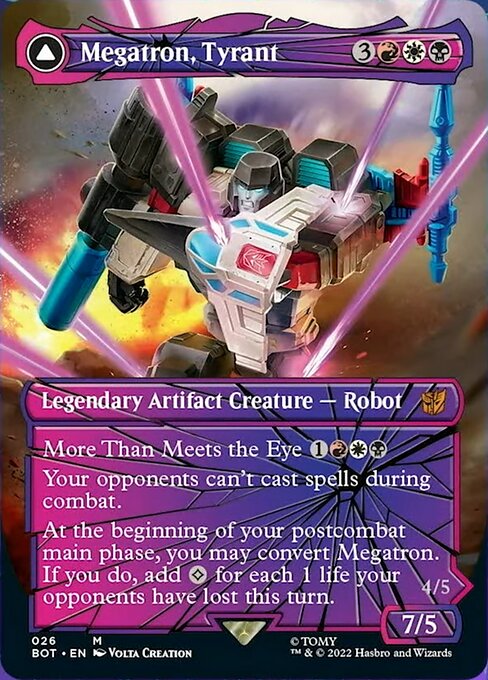 Megatron, Tyrant 3
Legendary Artifact Creature — Robot
More Than Meets the Eye 1
Your opponents can't cast spells during
combat.
At the beginning of your postcombat
main phase, you may convert Megatron.
If you do, add for each 1 life your
opponents have lost this turn.
4/5
7/5
026 M
BOT • EN VOLTA CREATION
© TOMY
™ & © 2022 Hasbro and Wizards